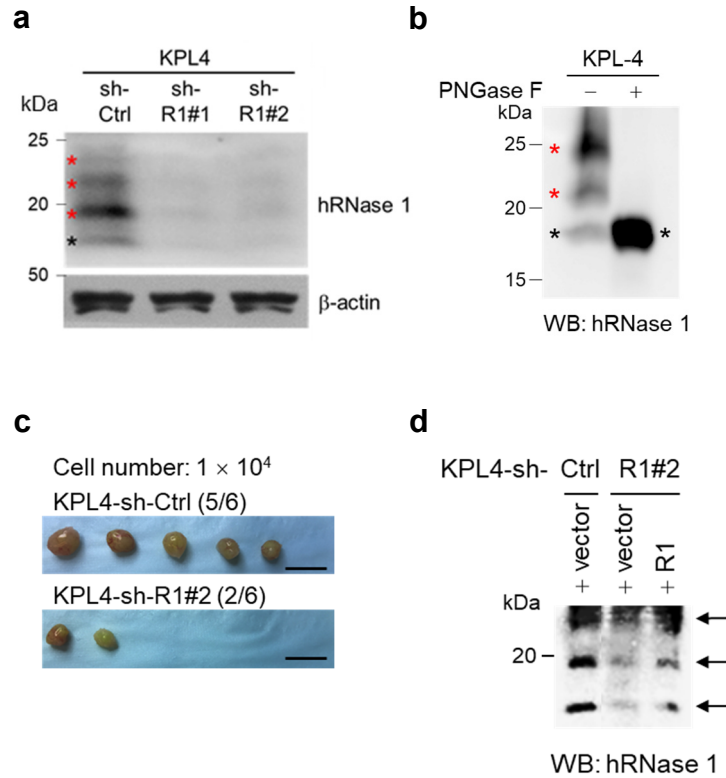 a
KPL4
kDa
sh-Ctrl
sh-R1#1
sh-R1#2
25
*
*
20
*
*
hRNase 1
50
β-actin
b
KPL-4
PNGase F − +
kDa
25
*
*
20
* *
15
WB: hRNase 1
c
Cell number: 1 × 10⁴
KPL4-sh-Ctrl (5/6)
KPL4-sh-R1#2 (2/6)
d
KPL4-sh- Ctrl R1#2
+ vector
+ vector
+ R1
kDa
20
WB: hRNase 1